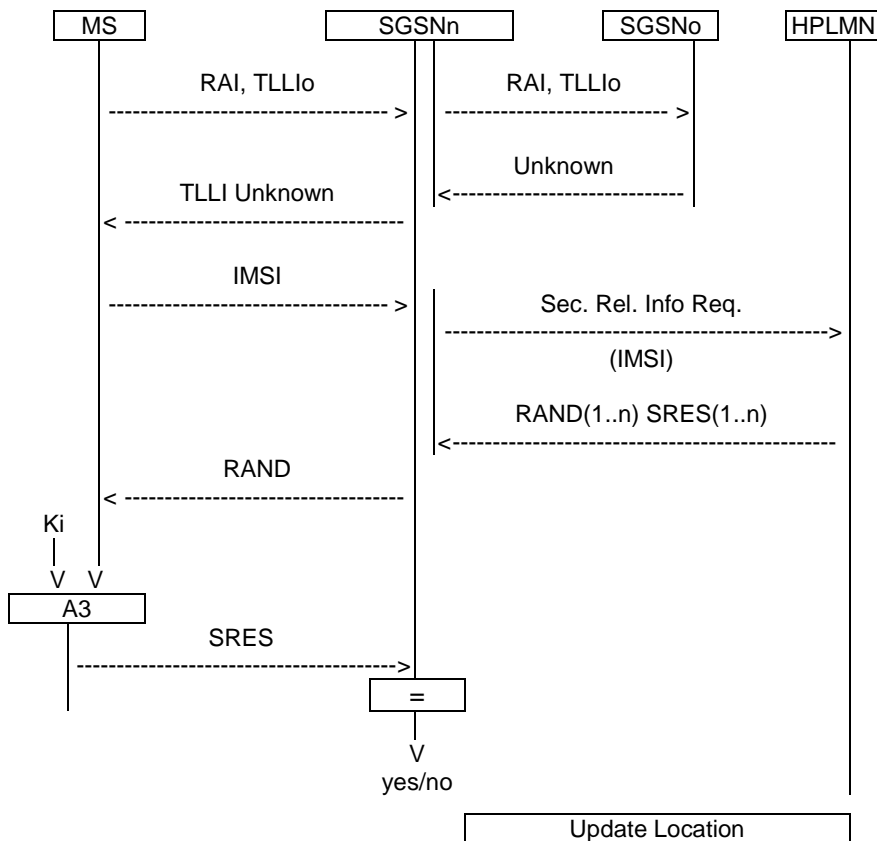 MS SGSNn SGSNo HPLMN
RAI, TLLIo RAI, TLLIo
Unknown
TLLI Unknown
IMSI
Sec. Rel. Info Req.
(IMSI)
RAND(1..n) SRES(1..n)
RAND
Ki
V V
A3
SRES
=
V
yes/no
Update Location